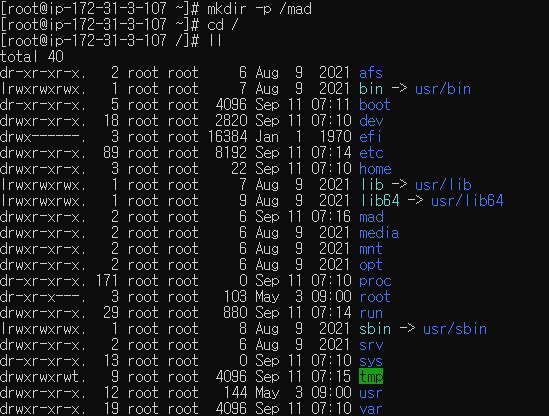 [root@ip-172-31-3-107 ~]# mkdir -p /mad
[root@ip-172-31-3-107 ~]# cd /
[root@ip-172-31-3-107 /]# ll
total 40
dr-xr-xr-x.   2 root root     6 Aug  9  2021 afs
lrwxrwxrwx.   1 root root     7 Aug  9  2021 bin -> usr/bin
dr-xr-xr-x.   5 root root  4096 Sep 11 07:11 boot
drwxr-xr-x.  18 root root  2820 Sep 11 07:10 dev
drwx------.   3 root root 16384 Jan  1  1970 efi
drwxr-xr-x.  89 root root  8192 Sep 11 07:14 etc
drwxr-xr-x.   3 root root    22 Sep 11 07:10 home
lrwxrwxrwx.   1 root root     7 Aug  9  2021 lib -> usr/lib
lrwxrwxrwx.   1 root root     9 Aug  9  2021 lib64 -> usr/lib64
drwxr-xr-x.   2 root root     6 Sep 11 07:16 mad
drwxr-xr-x.   2 root root     6 Aug  9  2021 media
drwxr-xr-x.   2 root root     6 Aug  9  2021 mnt
drwxr-xr-x.   2 root root     6 Aug  9  2021 opt
dr-xr-xr-x. 171 root root     0 Sep 11 07:10 proc
dr-xr-x---.   3 root root   103 May  3 09:00 root
drwxr-xr-x.  29 root root   880 Sep 11 07:14 run
lrwxrwxrwx.   1 root root     8 Aug  9  2021 sbin -> usr/sbin
drwxr-xr-x.   2 root root     6 Aug  9  2021 srv
dr-xr-xr-x.  13 root root     0 Sep 11 07:10 sys
drwxrwxrwt.   9 root root  4096 Sep 11 07:15 tmp
drwxr-xr-x.  12 root root   144 May  3 09:00 usr
drwxr-xr-x.  19 root root  4096 Sep 11 07:10 var